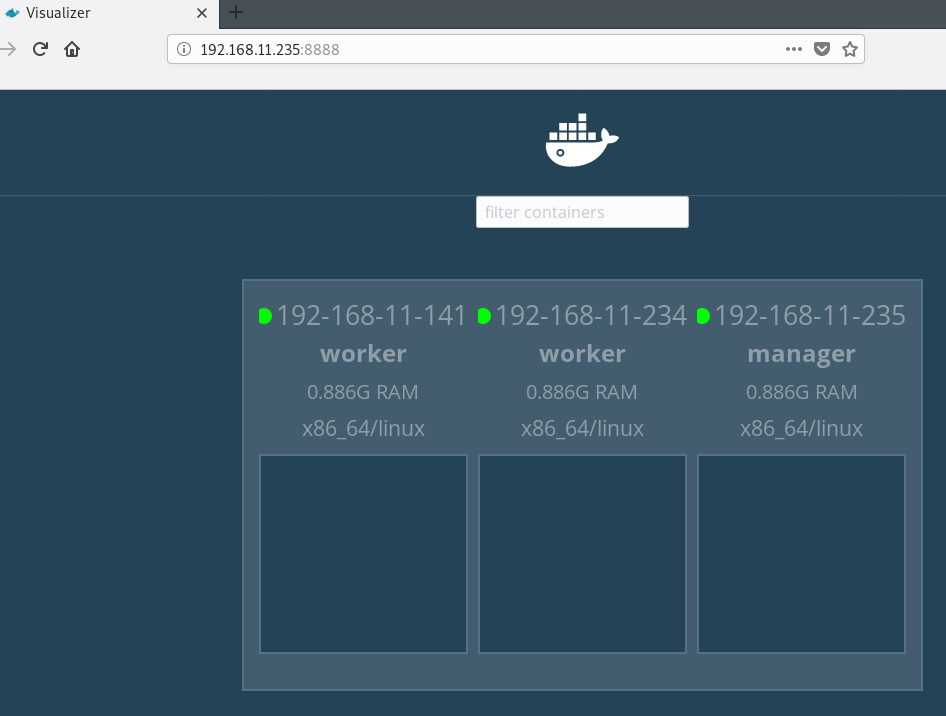 Visualizer
192.168.11.235:8888
filter containers
192-168-11-141 192-168-11-234 192-168-11-235
worker worker manager
0.886G RAM 0.886G RAM 0.886G RAM
x86_64/linux x86_64/linux x86_64/linux